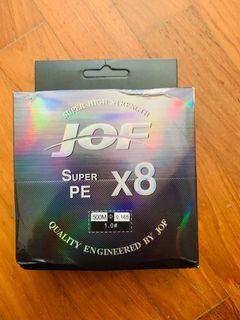 SUPER HIGH STRENGTH
JOF
SUPER
PE
X8
500M
0.165
1.0#
QUALITY ENGINEERED BY JOF